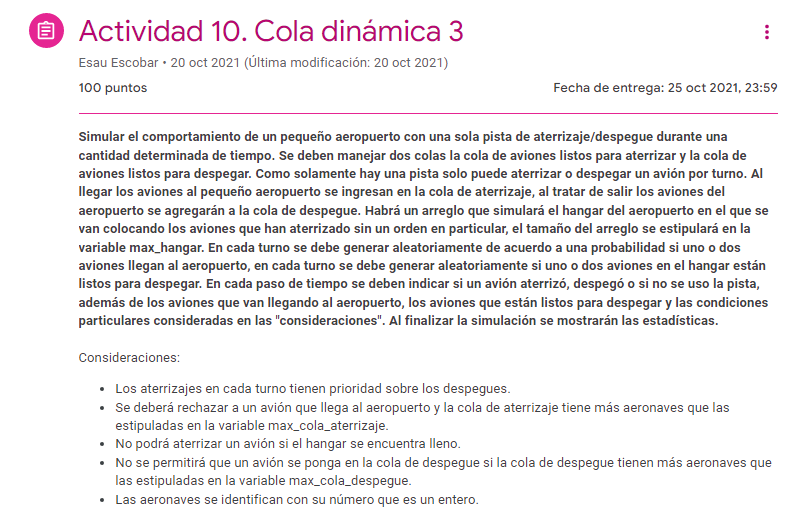 Actividad 10. Cola dinámica 3
Esau Escobar • 20 oct 2021 (Última modificación: 20 oct 2021)
100 puntos
Fecha de entrega: 25 oct 2021, 23:59
Simular el comportamiento de un pequeño aeropuerto con una sola pista de aterrizaje/despegue durante una
cantidad determinada de tiempo. Se deben manejar dos colas la cola de aviones listos para aterrizar y la cola de
aviones listos para despegar. Como solamente hay una pista solo puede aterrizar o despegar un avión por turno. Al
llegar los aviones al pequeño aeropuerto se ingresan en la cola de aterrizaje, al tratar de salir los aviones del
aeropuerto se agregarán a la cola de despegue. Habrá un arreglo que simulará el hangar del aeropuerto en el que se
van colocando los aviones que han aterrizado sin un orden en particular, el tamaño del arreglo se estipulará en la
variable max_hangar. En cada turno se debe generar aleatoriamente de acuerdo a una probabilidad si uno o dos
aviones llegan al aeropuerto, en cada turno se debe generar aleatoriamente si uno o dos aviones en el hangar están
listos para despegar. En cada paso de tiempo se deben indicar si un avión aterrizó, despegó o si no se uso la pista,
además de los aviones que van llegando al aeropuerto, los aviones que están listos para despegar y las condiciones
particulares consideradas en las "consideraciones". Al finalizar la simulación se mostrarán las estadísticas.
Consideraciones:
• Los aterrizajes en cada turno tienen prioridad sobre los despegues.
• Se deberá rechazar a un avión que llega al aeropuerto y la cola de aterrizaje tiene más aeronaves que las
estipuladas en la variable max_cola_aterrizaje.
• No podrá aterrizar un avión si el hangar se encuentra lleno.
• No se permitirá que un avión se ponga en la cola de despegue si la cola de despegue tienen más aeronaves que
las estipuladas en la variable max_cola_despegue.
• Las aeronaves se identifican con su número que es un entero.